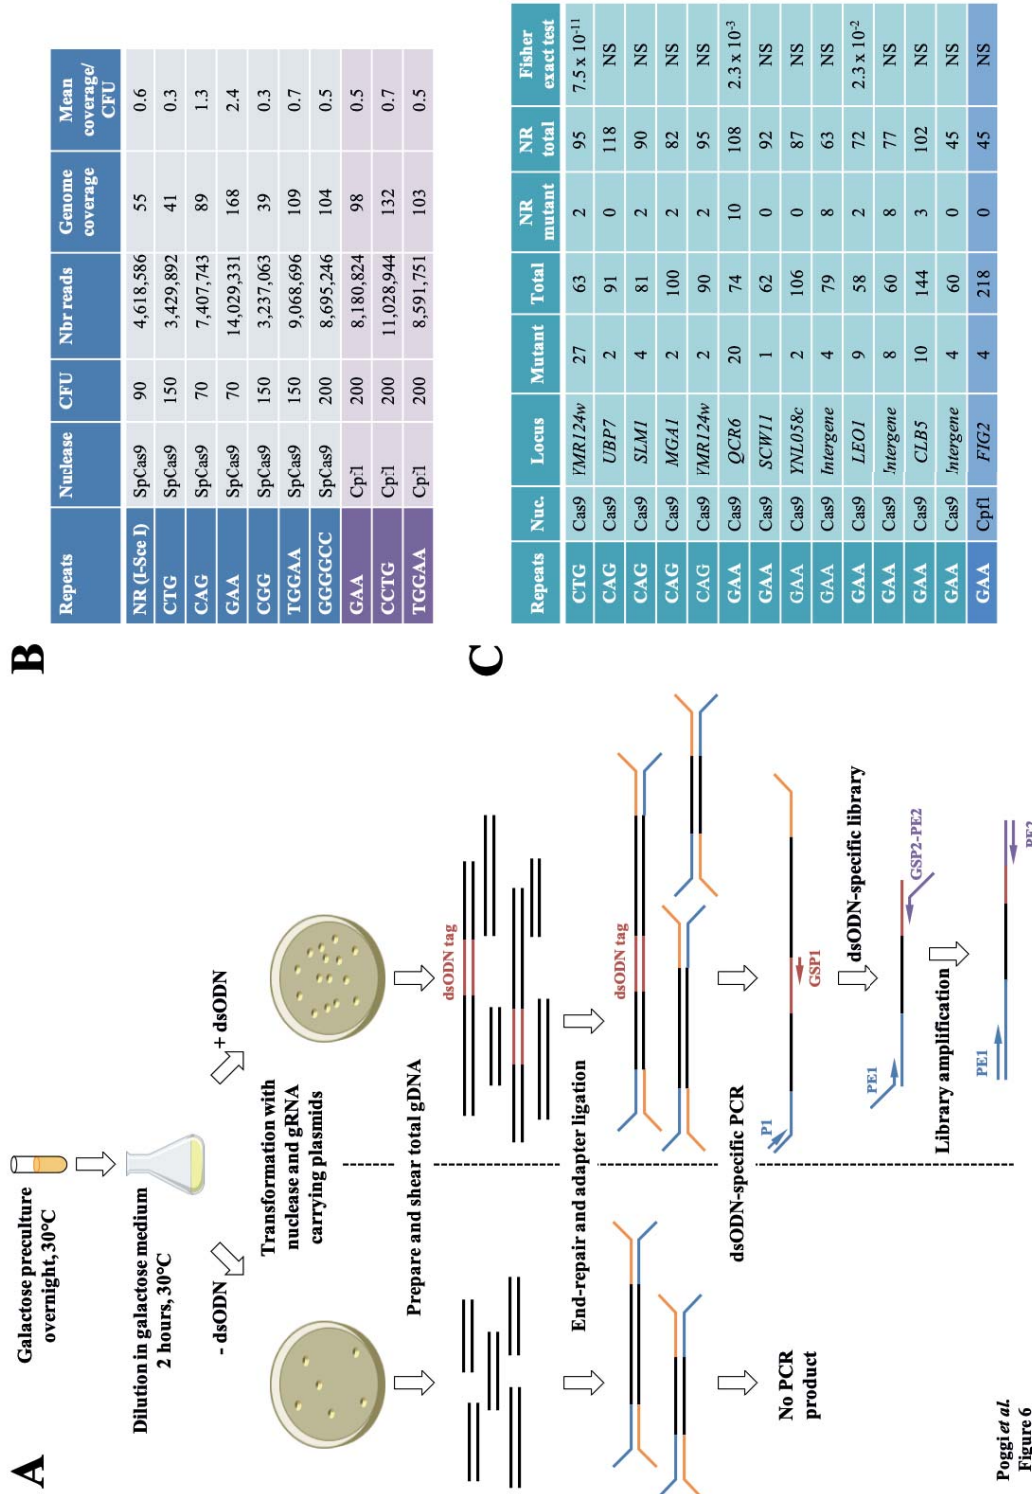 A
Galactose preculture
overnight, 30°C
Dilution in galactose medium
2 hours, 30°C
- dsODN
+ dsODN
Transformation with
nuclease and gRNA
carrying plasmids
Prepare and shear total gDNA
dsODN tag
End-repair and adapter ligation
dsODN tag
dsODN-specific PCR
No PCR
product
P1
GSP1
dsODN-specific library
PE1
GSP2-PE2
Library amplification
PE1
PE2
B
Repeats Nuclease CFU Nbr reads Genome coverage Mean coverage/ CFU
NR (I-Sce I) SpCas9 90 4,618,586 55 0.6
CTG SpCas9 150 3,429,892 41 0.3
CAG SpCas9 70 7,407,743 89 1.3
GAA SpCas9 70 14,029,331 168 2.4
CGG SpCas9 150 3,237,063 39 0.3
TGGAA SpCas9 150 9,068,696 109 0.7
GGGGCC SpCas9 200 8,695,246 104 0.5
GAA Cpf1 200 8,180,824 98 0.5
CCTG Cpf1 200 11,028,944 132 0.7
TGGAA Cpf1 200 8,591,751 103 0.5
C
Repeats Nuc. Locus Mutant Total NR mutant NR total Fisher exact test
CTG Cas9 YMR124w 27 63 2 95 7.5 x 10-11
CAG Cas9 UBP7 2 91 0 118 NS
CAG Cas9 SLM1 4 81 2 90 NS
CAG Cas9 MGA1 2 100 2 82 NS
CAG Cas9 YMR124w 2 90 2 95 NS
GAA Cas9 QCR6 20 74 10 108 2.3 x 10-3
GAA Cas9 SCW11 1 62 0 92 NS
GAA Cas9 YNL058c 2 106 0 87 NS
GAA Cas9 Intergene 4 79 8 63 NS
GAA Cas9 LEO1 9 58 2 72 2.3 x 10-2
GAA Cas9 Intergene 8 60 8 77 NS
GAA Cas9 CLB5 10 144 3 102 NS
GAA Cas9 Intergene 4 60 0 45 NS
GAA Cpf1 FIG2 4 218 0 45 NS
Poggi et al.
Figure 6